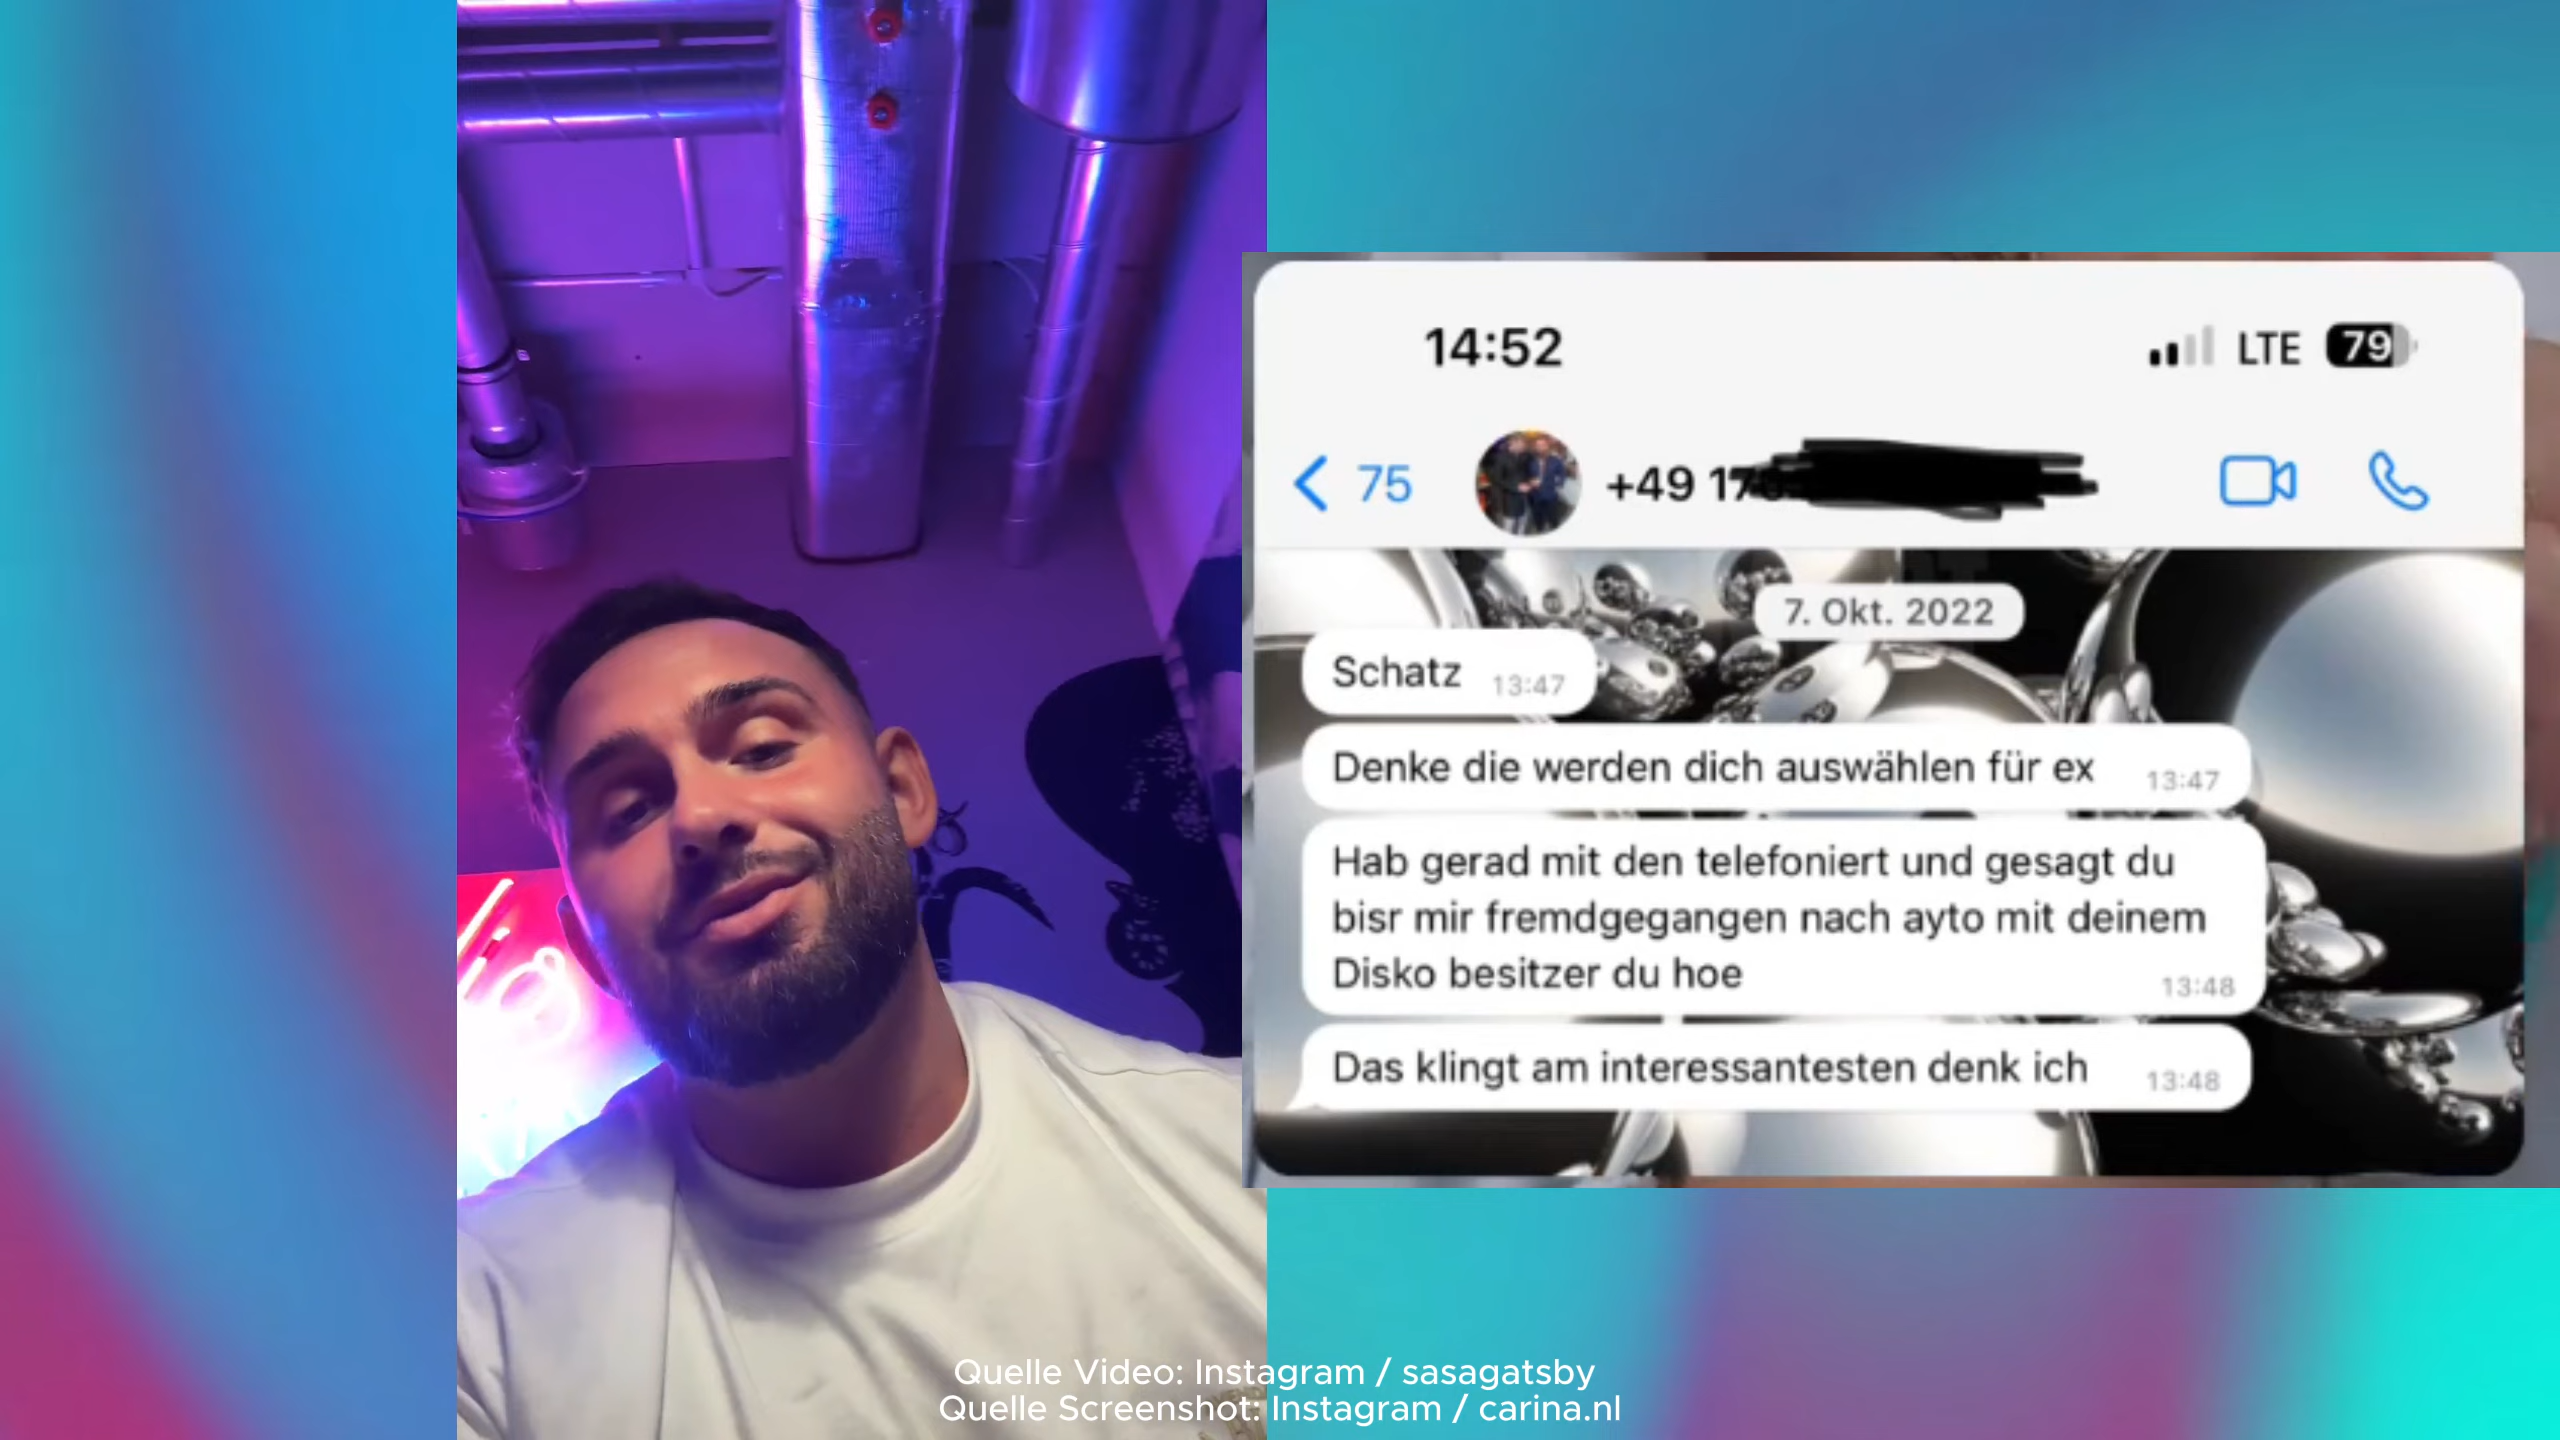 14:52
LTE
79
75
+49 17
7. Okt. 2022
Schatz 13:47
Denke die werden dich auswählen für ex 13:47
Hab gerad mit den telefoniert und gesagt du
bisr mir fremdgegangen nach ayto mit deinem
Disko besitzer du hoe 13:48
Das klingt am interessantesten denk ich 13:48
Quelle Video: Instagram / sasagatsby
Quelle Screenshot: Instagram / carina.nl